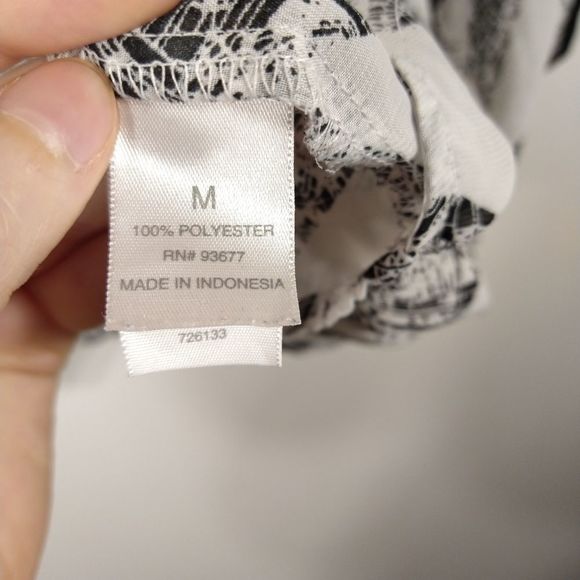 M
100% POLYESTER
RN# 93677
MADE IN INDONESIA
726133